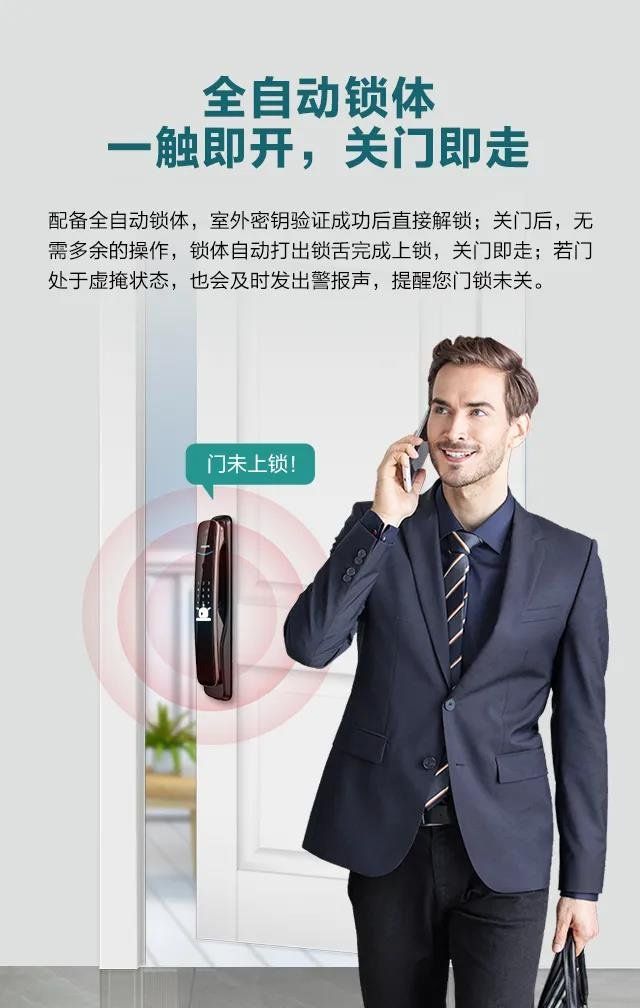 全自动锁体
一触即开，关门即走
配备全自动锁体，室外密钥验证成功后直接解锁；关门后，无
需多余的操作，锁体自动打出锁舌完成上锁，关门即走；若门
处于虚掩状态，也会及时发出警报声，提醒您门锁未关。
门未上锁！